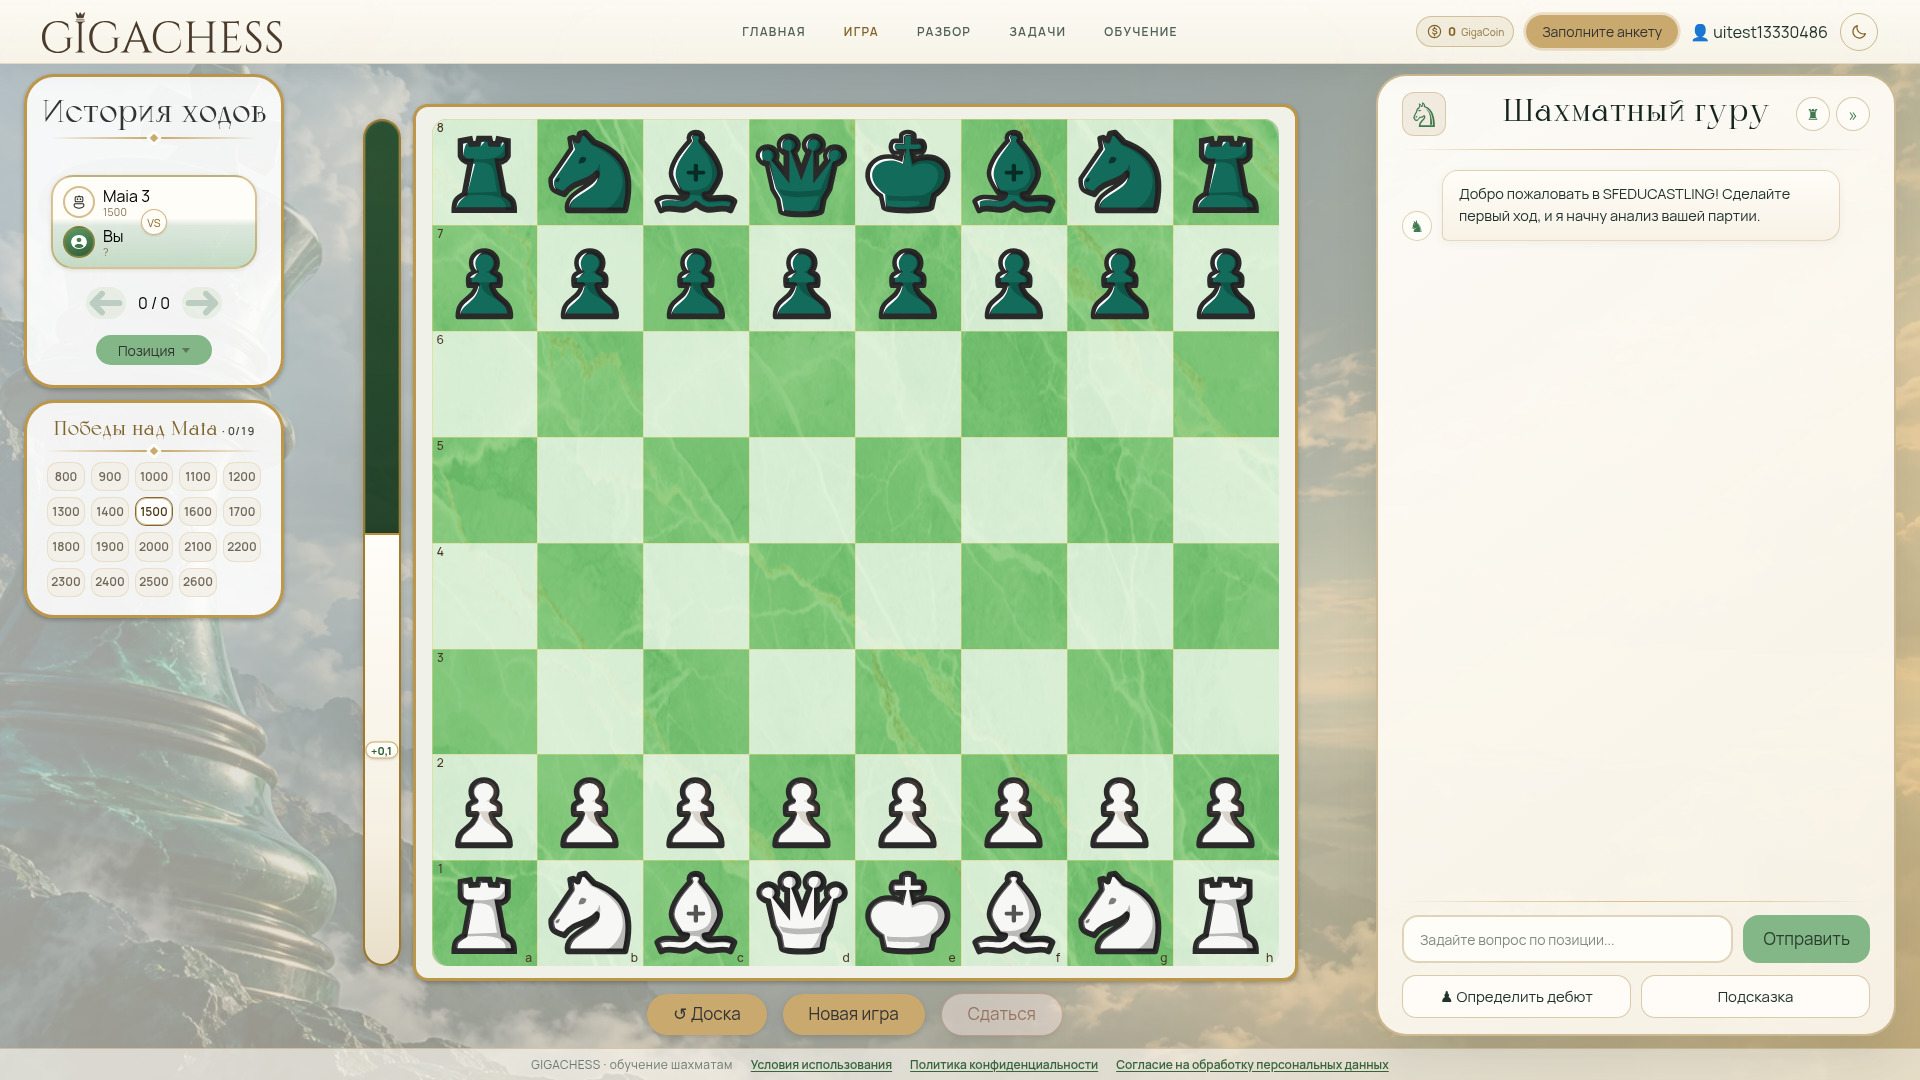 GIGACHESS
ГЛАВНАЯ ИГРА РАЗБОР ЗАДАЧИ ОБУЧЕНИЕ
0 GigaCoin
Заполните анкету
uitest13330486
История ходов
Maia 3
1500
VS
Вы
?
0 / 0
Позиция
Победы над Maia · 0/19
800 900 1000 1100 1200
1300 1400 1500 1600 1700
1800 1900 2000 2100 2200
2300 2400 2500 2600
+0,1
8
7
6
5
4
3
2
1
a b c d e f g h
↺ Доска
Новая игра
Сдаться
Шахматный гуру
»
Добро пожаловать в SFEDUCASTLING! Сделайте
первый ход, и я начну анализ вашей партии.
Задайте вопрос по позиции...
Отправить
♟ Определить дебют
Подсказка
GIGACHESS · обучение шахматам Условия использования Политика конфиденциальности Согласие на обработку персональных данных